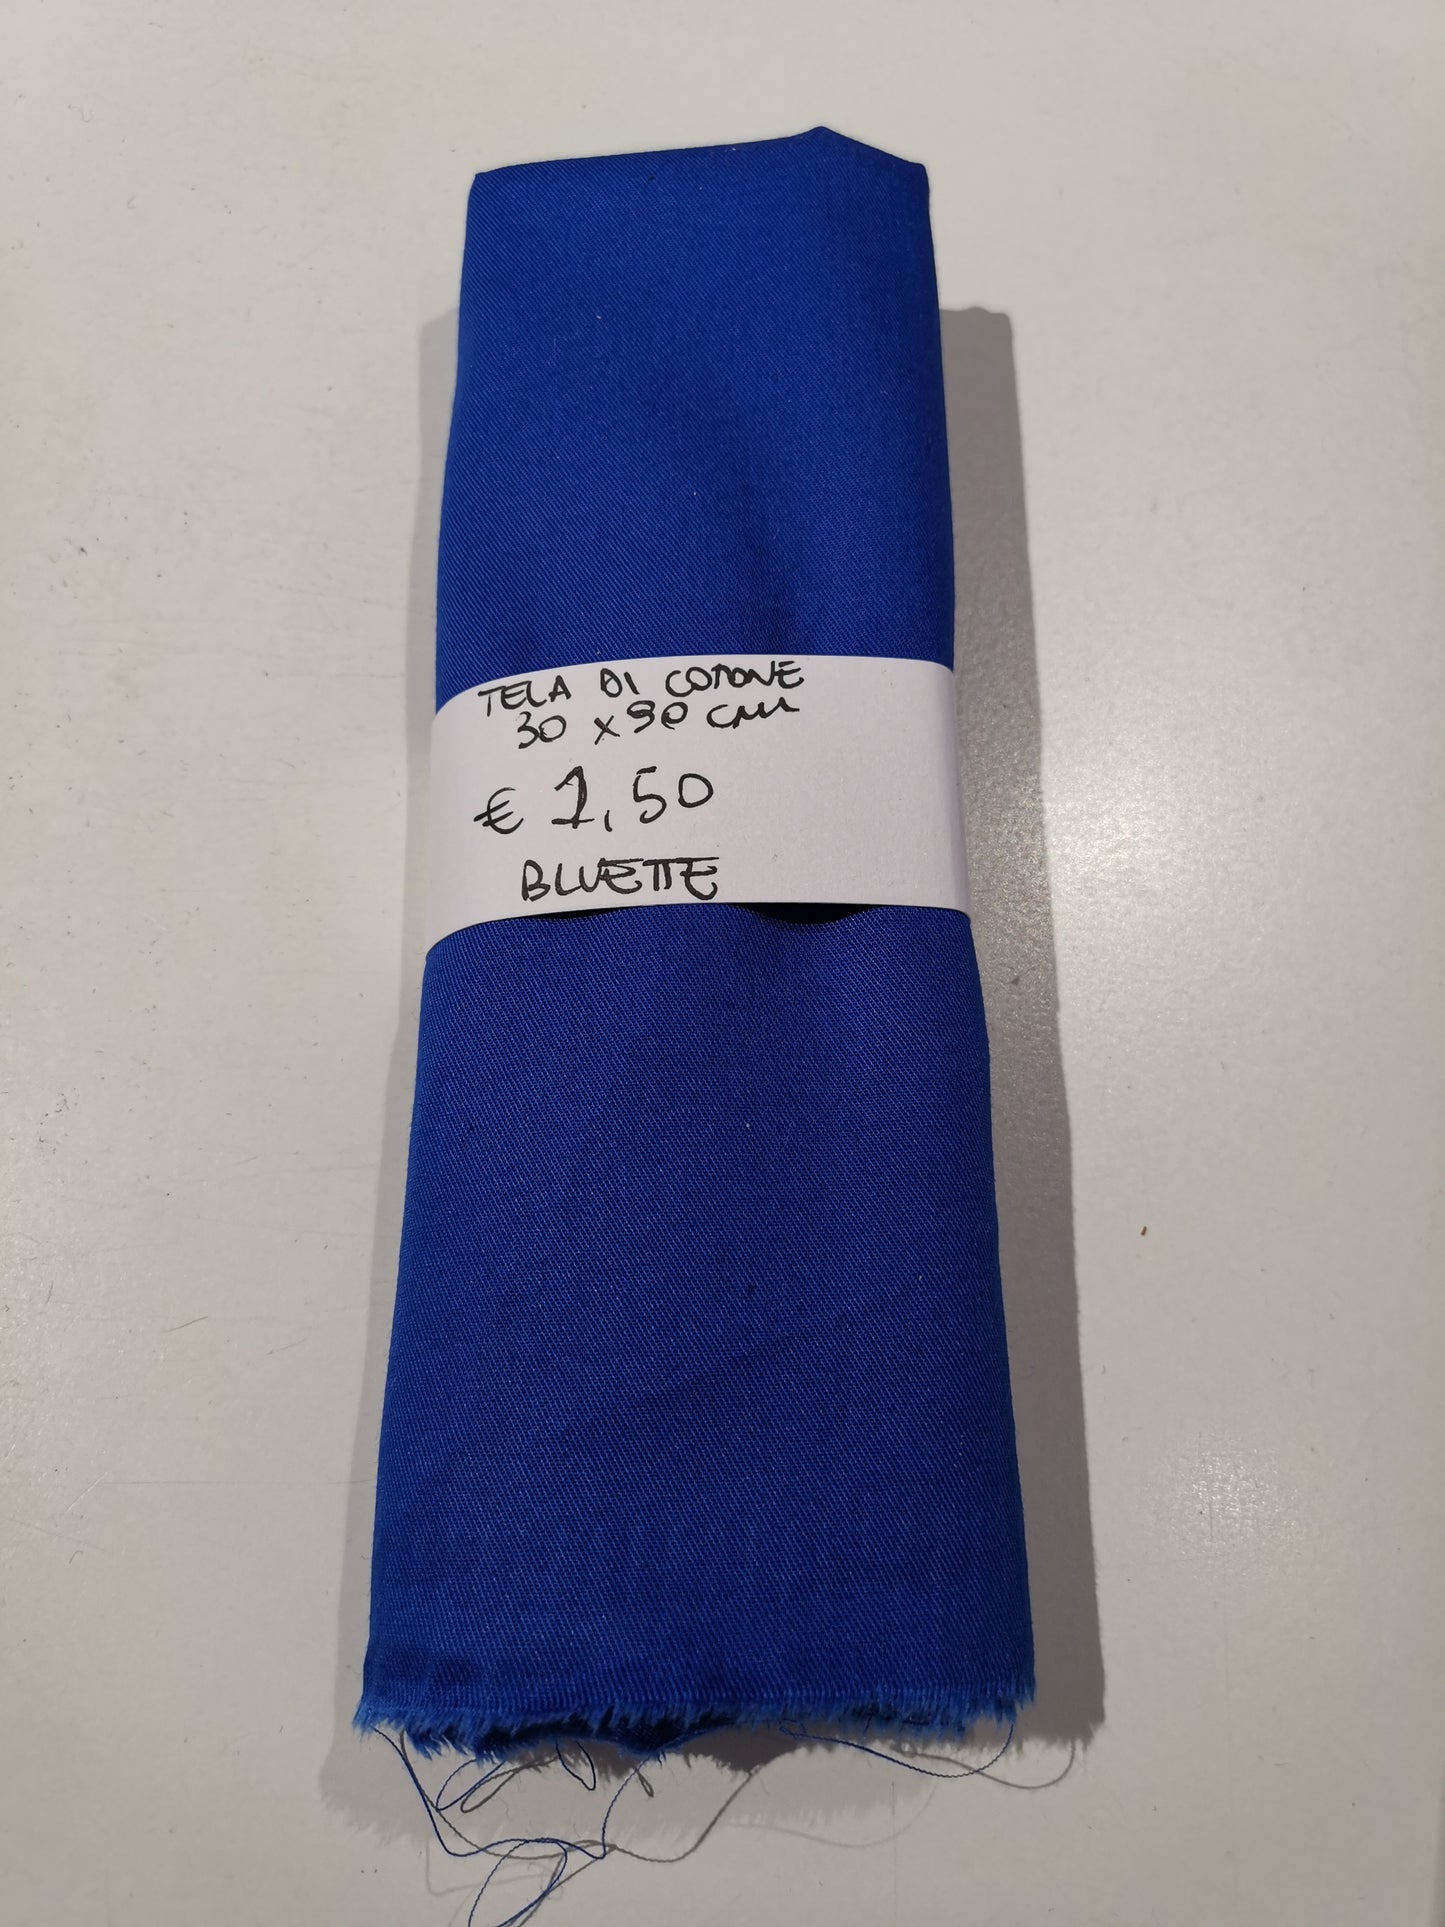 TELA DI COTONE
30 x 90 cm
€ 1,50
BLUETTE